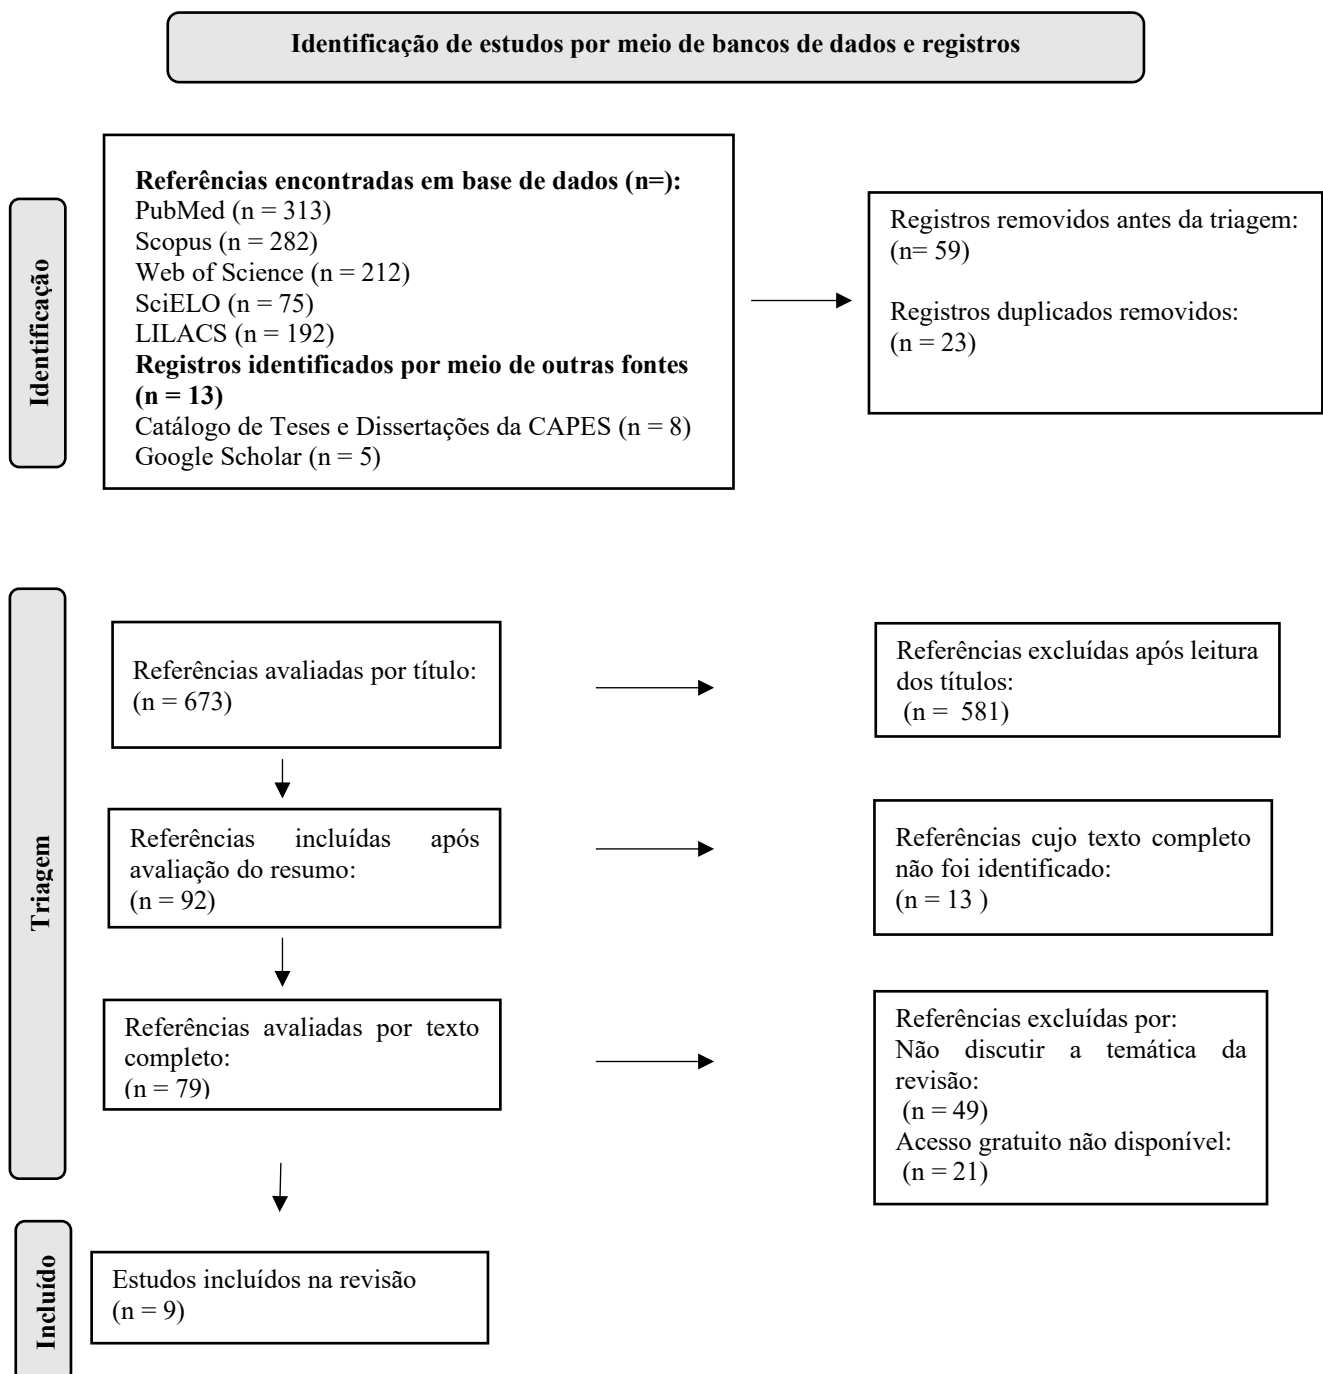 Identificação de estudos por meio de bancos de dados e registros
Identificação
Referências encontradas em base de dados (n=):
PubMed (n = 313)
Scopus (n = 282)
Web of Science (n = 212)
SciELO (n = 75)
LILACS (n = 192)
Registros identificados por meio de outras fontes
(n = 13)
Catálogo de Teses e Dissertações da CAPES (n = 8)
Google Scholar (n = 5)
Registros removidos antes da triagem:
(n= 59)
Registros duplicados removidos:
(n = 23)
Triagem
Referências avaliadas por título:
(n = 673)
Referências excluídas após leitura
dos títulos:
(n = 581)
Referências incluídas após
avaliação do resumo:
(n = 92)
Referências cujo texto completo
não foi identificado:
(n = 13 )
Referências avaliadas por texto
completo:
(n = 79)
Referências excluídas por:
Não discutir a temática da
revisão:
(n = 49)
Acesso gratuito não disponível:
(n = 21)
Incluído
Estudos incluídos na revisão
(n = 9)